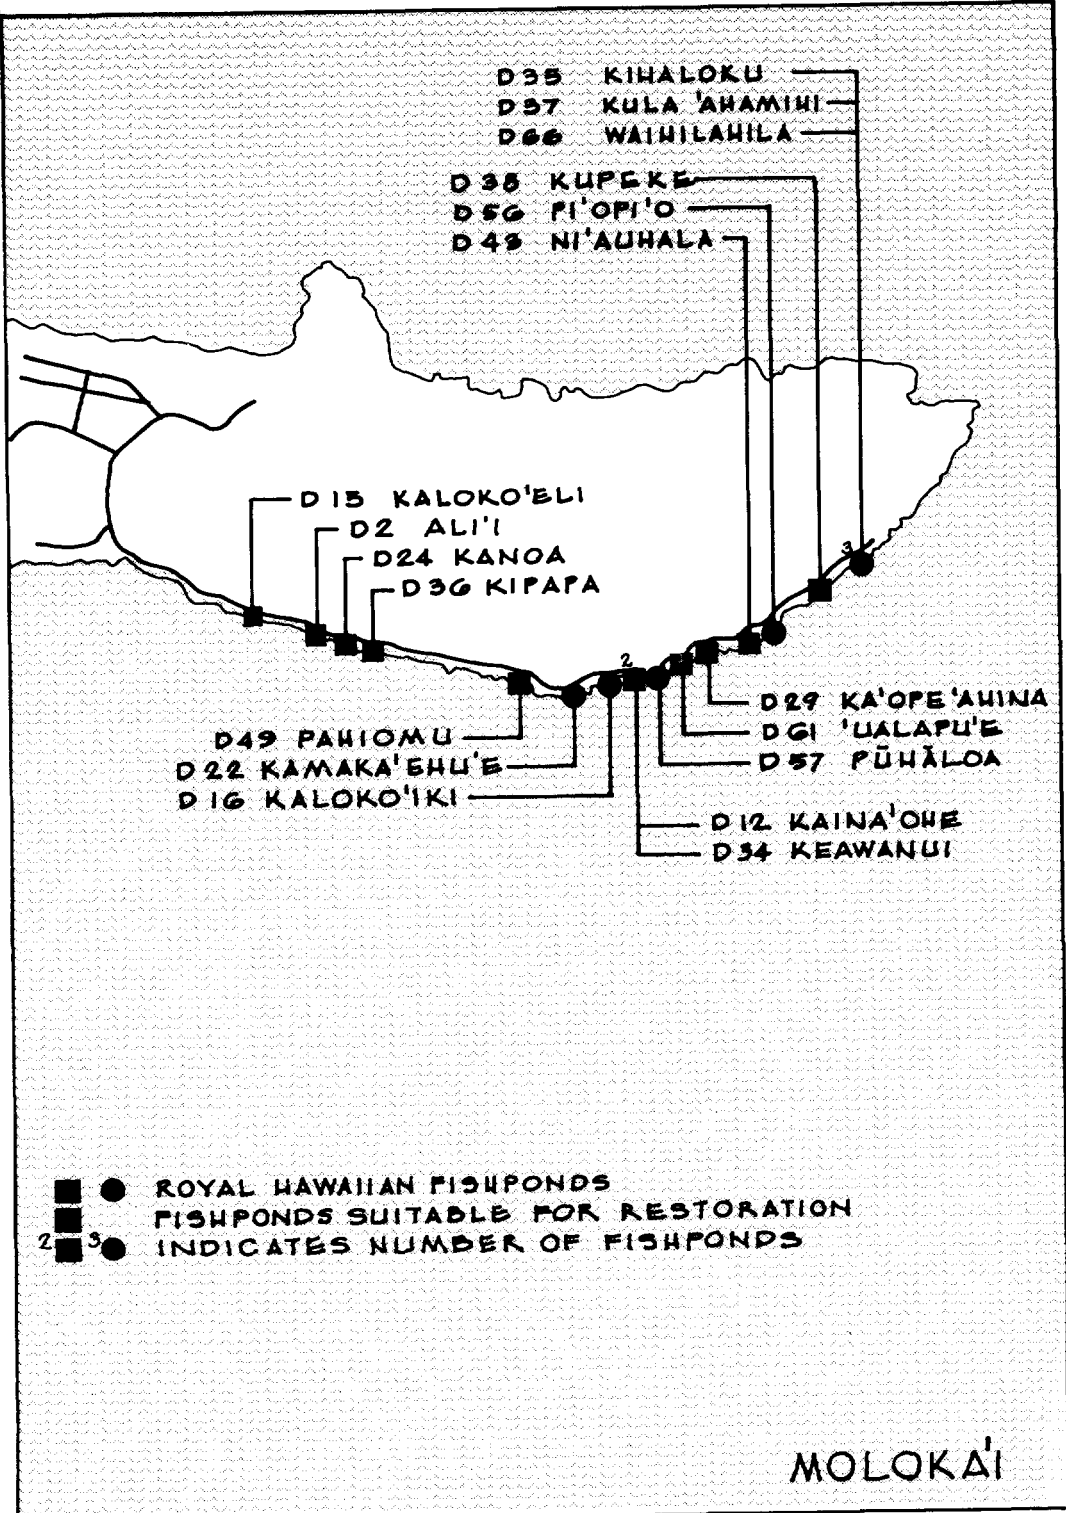 D35 KIHALOKU
D37 KULA 'AHAMIHI
D66 WAIHILAHILA
D38 KUPEKE
D56 PI'OPI'O
D48 NI'AUHALA
D13 KALOKO'ELI
D2 ALI'I
D24 KANOA
D36 KIPAPA
3
2
D29 KA'OPE'AHINA
D61 'UALAPU'E
D57 PŪHĀLOA
D49 PAHIOMU
D22 KAMAKA'EHU'E
D16 KALOKO'IKI
D12 KAINA'OHE
D34 KEAWANUI
ROYAL HAWAIIAN FISHPONDS
FISHPONDS SUITABLE FOR RESTORATION
2 3 INDICATES NUMBER OF FISHPONDS
MOLOKA'I